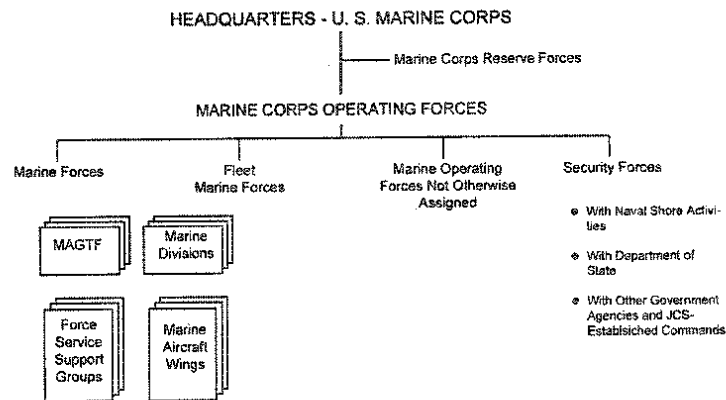 HEADQUARTERS - U. S. MARINE CORPS
Marine Corps Reserve Forces
MARINE CORPS OPERATING FORCES
Marine Forces
Fleet
Marine Forces
Marine Operating
Forces Not Otherwise
Assigned
Security Forces
MAGTF
Marine
Divisions
Force
Service
Support
Groups
Marine
Aircraft
Wings
With Naval Shore Activi-
ties
With Department of
State
With Other Government
Agencies and JCS-
Establsiched Commands